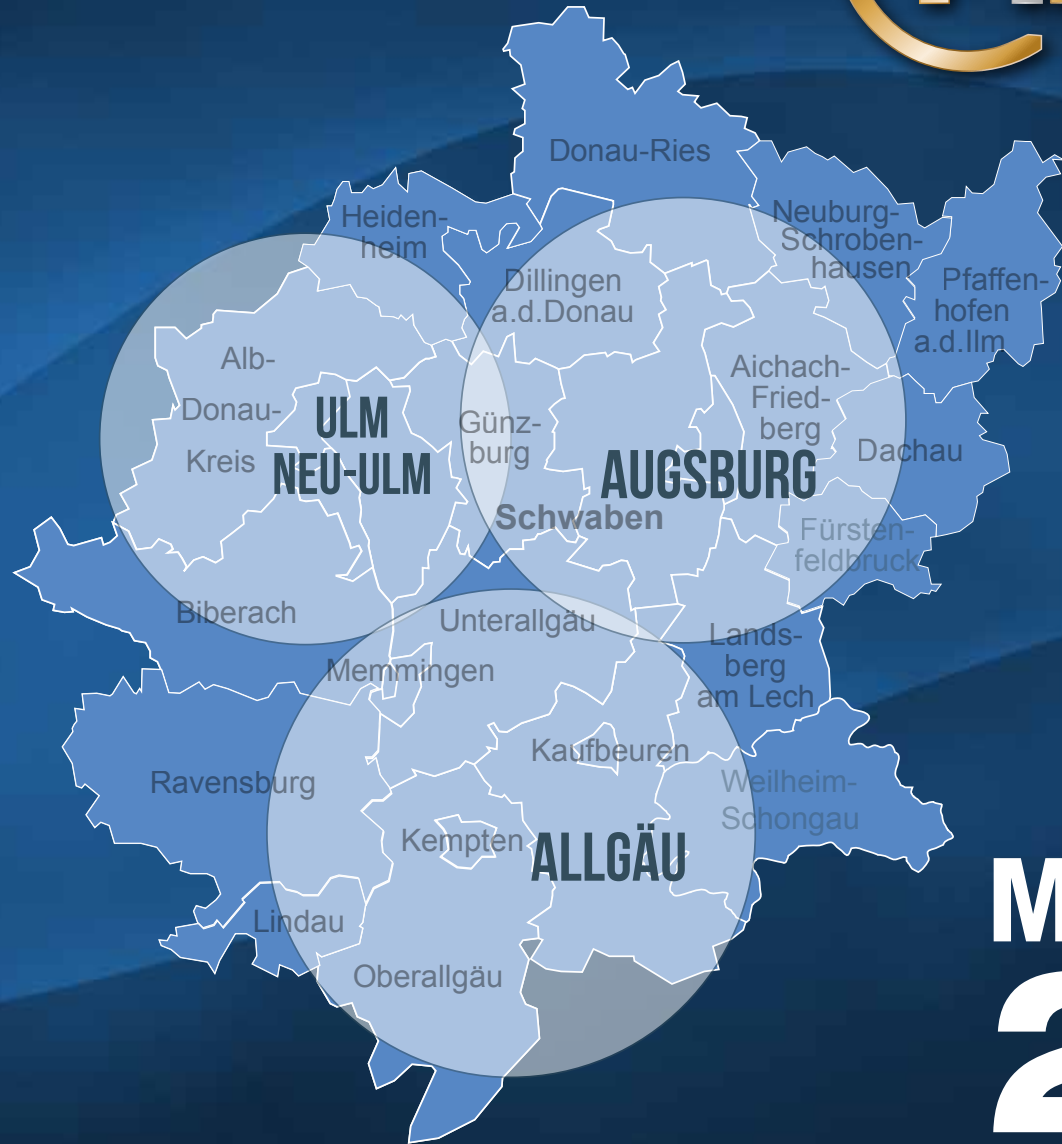 Donau-Ries
Heiden-
heim
Neuburg-
Schroben-
hausen
Dillingen
a.d.Donau
Pfaffen-
hofen
a.d.Ilm
Alb-
Donau-
Kreis
ULM
NEU-ULM
Günz-
burg
Aichach-
Fried-
berg
AUGSBURG
Dachau
Schwaben
Fürsten-
feldbruck
Biberach
Unterallgäu
Memmingen
Lands-
berg
am Lech
Kaufbeuren
Ravensburg
Weilheim-
Schongau
Kempten
ALLGÄU
Lindau
Oberallgäu
M
2